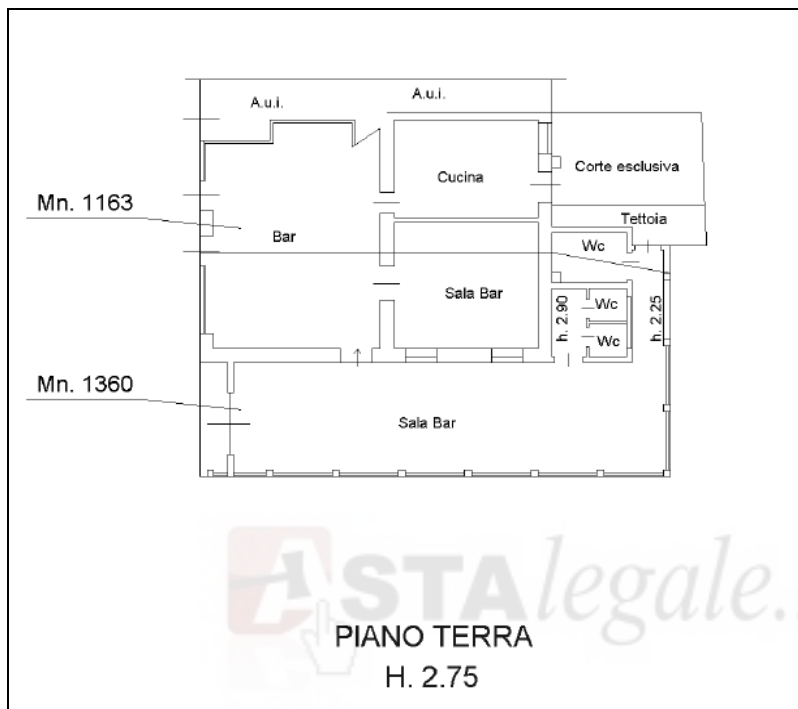 A.u.i.
A.u.i.
Cucina
Corte esclusiva
Mn. 1163
Tettoia
Bar
Wc
Sala Bar
h. 2.90
Wc
h. 2.25
Wc
Mn. 1360
Sala Bar
ASTAlegale.
PIANO TERRA
H. 2.75